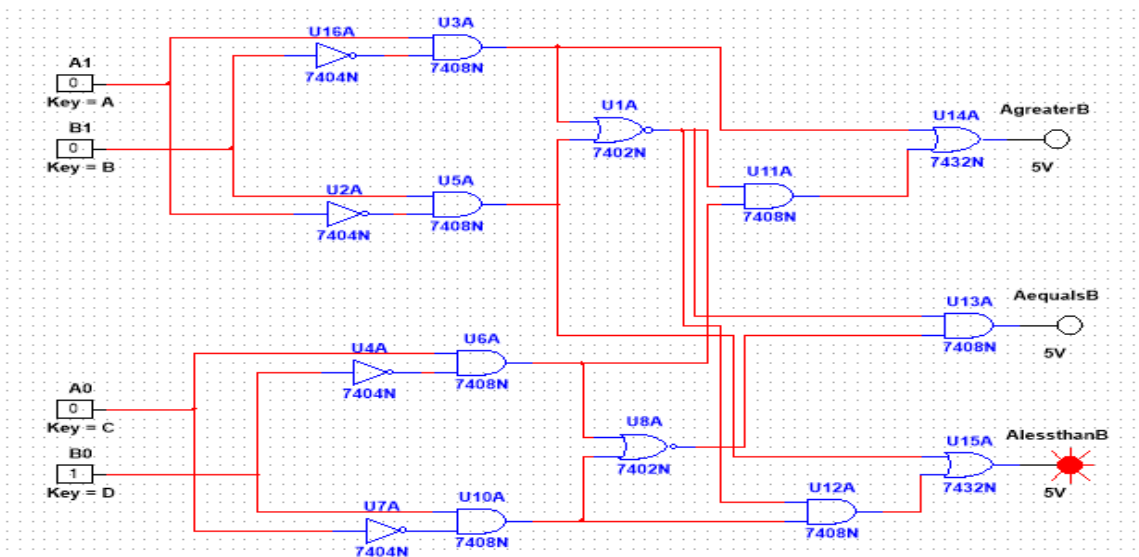 U3A
U16A
7404N
7408N
A1
0
Key = A
B1
0
Key = B
U1A
7402N
U14A
7432N
AgreaterB
5V
U2A
7404N
U5A
7408N
U11A
7408N
U13A
7408N
AequalsB
5V
U4A
7404N
U6A
7408N
A0
0
Key = C
B0
1
Key = D
U8A
7402N
U15A
7432N
AlessthanB
5V
U7A
7404N
U10A
7408N
U12A
7408N